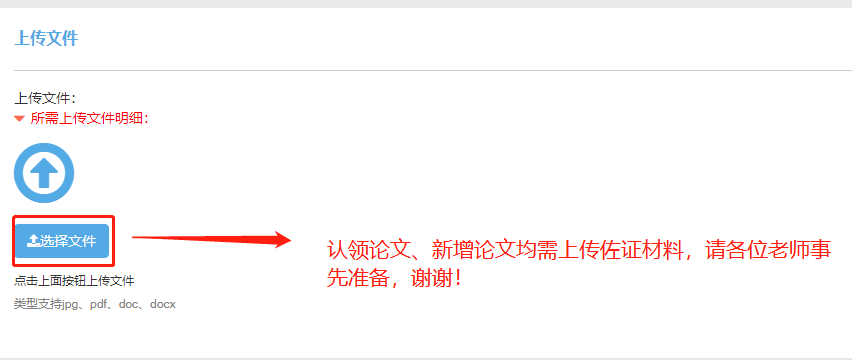 上传文件
上传文件：
所需上传文件明细：
选择文件
认领论文、新增论文均需上传佐证材料，请各位老师事
先准备，谢谢！
点击上面按钮上传文件
类型支持jpg、pdf、doc、docx